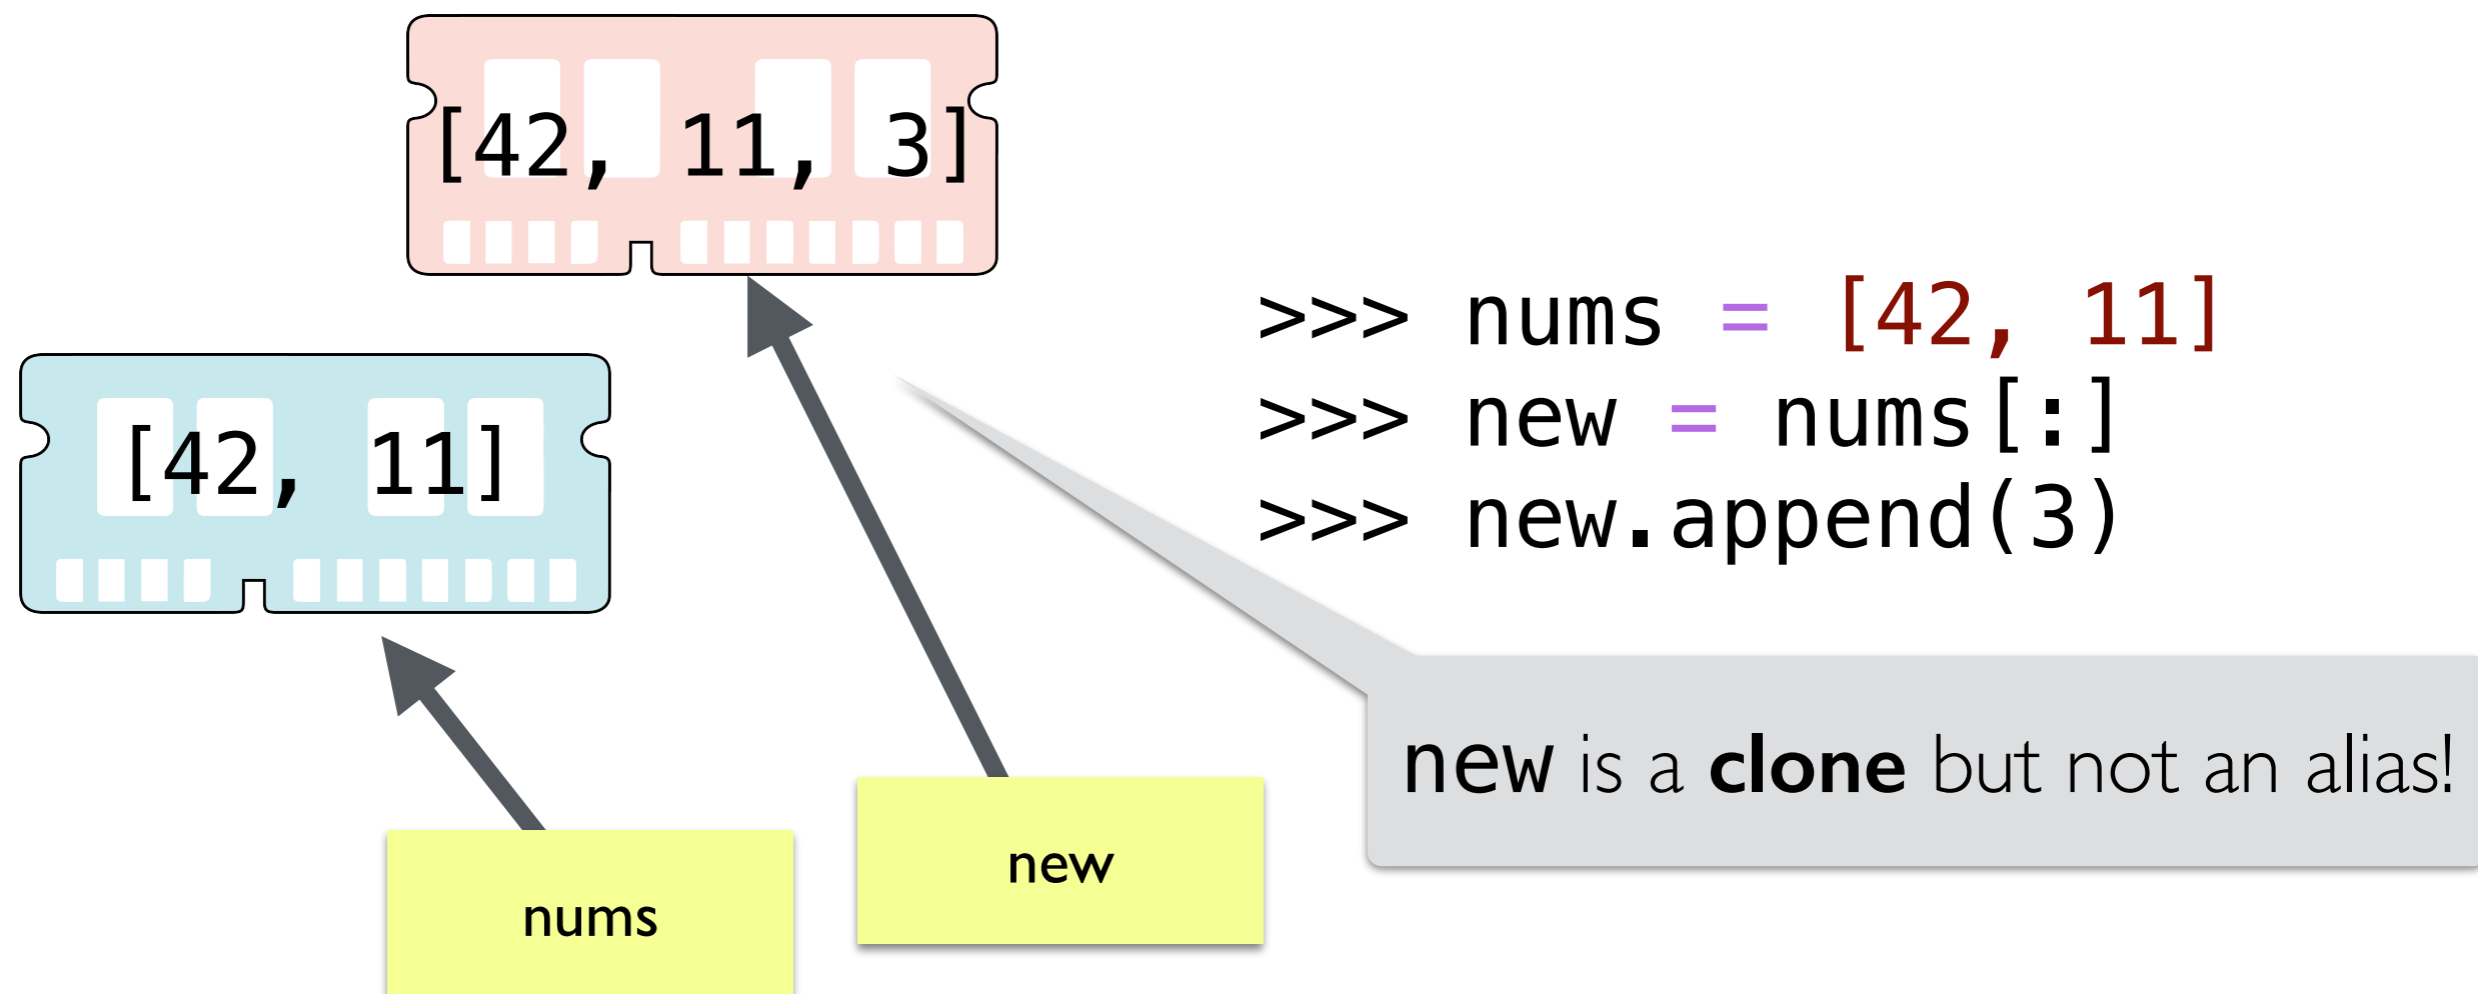 [42, 11, 3]
[42, 11]
>>> nums = [42, 11]
>>> new = nums[:]
>>> new.append(3)
new is a clone but not an alias!
new
nums